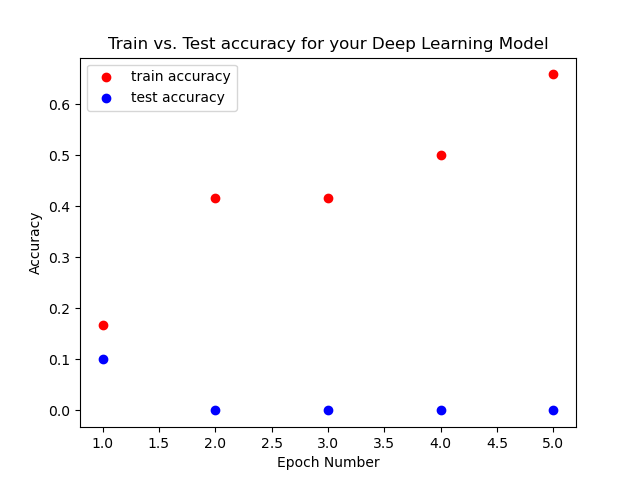 Train vs. Test accuracy for your Deep Learning Model
train accuracy
test accuracy
Accuracy
0.6
0.5
0.4
0.3
0.2
0.1
0.0
1.0 1.5 2.0 2.5 3.0 3.5 4.0 4.5 5.0
Epoch Number